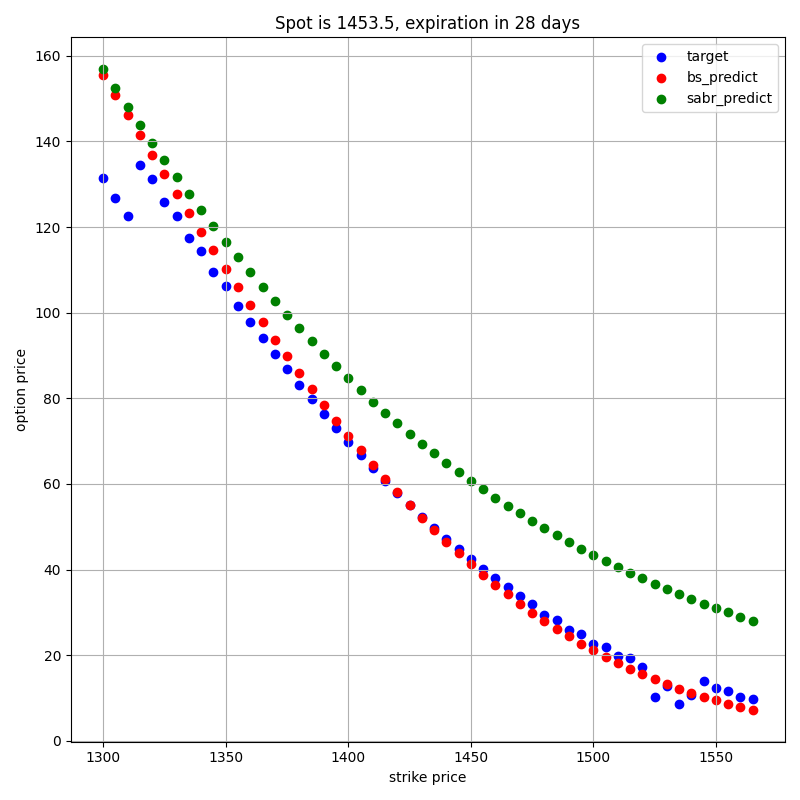 Spot is 1453.5, expiration in 28 days
target
bs_predict
sabr_predict
160
140
120
100
80
60
40
20
0
option price
1300 1350 1400 1450 1500 1550
strike price